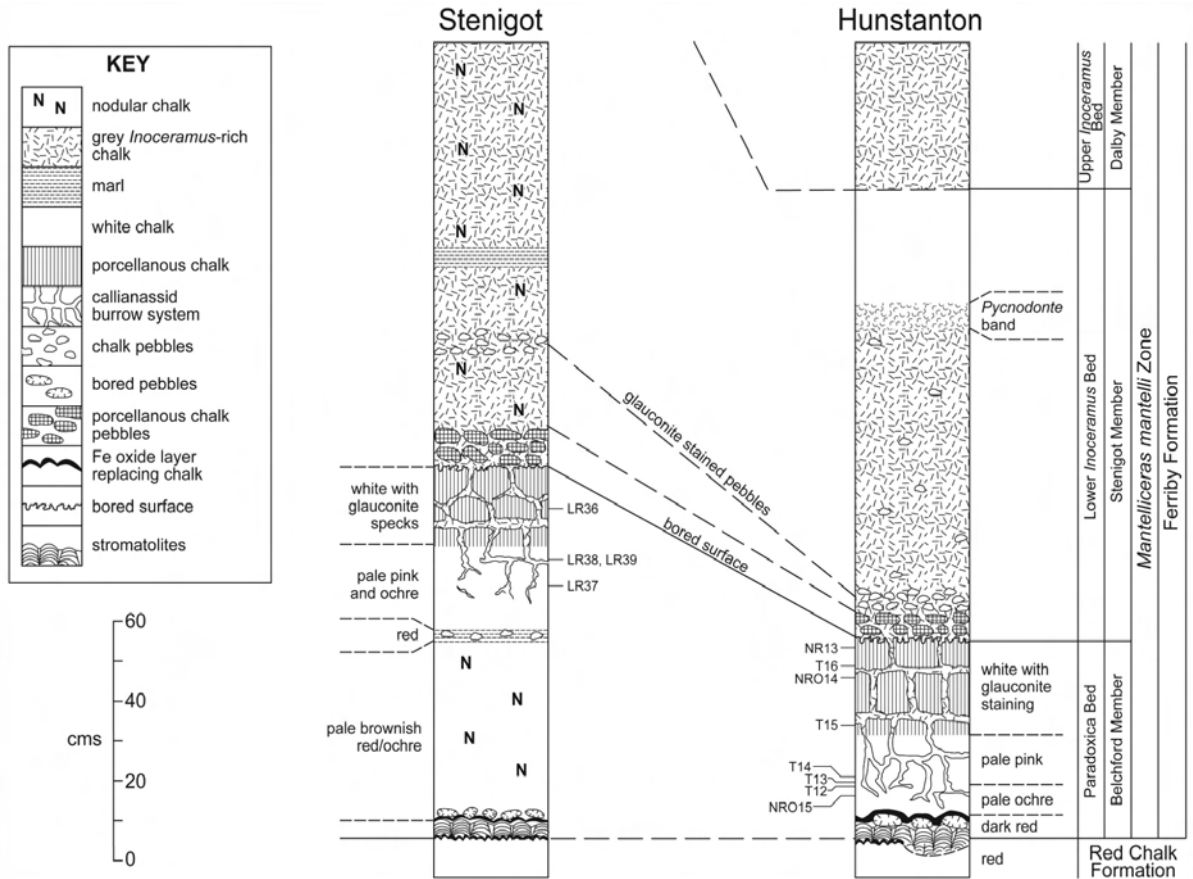 Stenigot
Hunstanton
KEY
N
N
nodular chalk
grey Inoceramus-rich
chalk
marl
white chalk
porcellanous chalk
callianassid
burrow system
chalk pebbles
bored pebbles
porcellanous chalk
pebbles
Fe oxide layer
replacing chalk
bored surface
stromatolites
60
40
cms
20
0
N
N
N
N
N
N
N
N
white with
glauconite
specks
LR36
LR38, LR39
pale pink
and ochre
LR37
red
N
N
pale brownish
red/ochre
N
N
glauconite stained pebbles
bored surface
Pycnodonte
band
NR13
T16
NRO14
T15
T14
T13
T12
NRO15
white with
glauconite
staining
pale pink
pale ochre
dark red
red
Upper Inoceramus
Bed
Dalby Member
Lower Inoceramus Bed
Stenigot Member
Paradoxica Bed
Belchford Member
Mantelliceras mantelli Zone
Ferriby Formation
Red Chalk
Formation